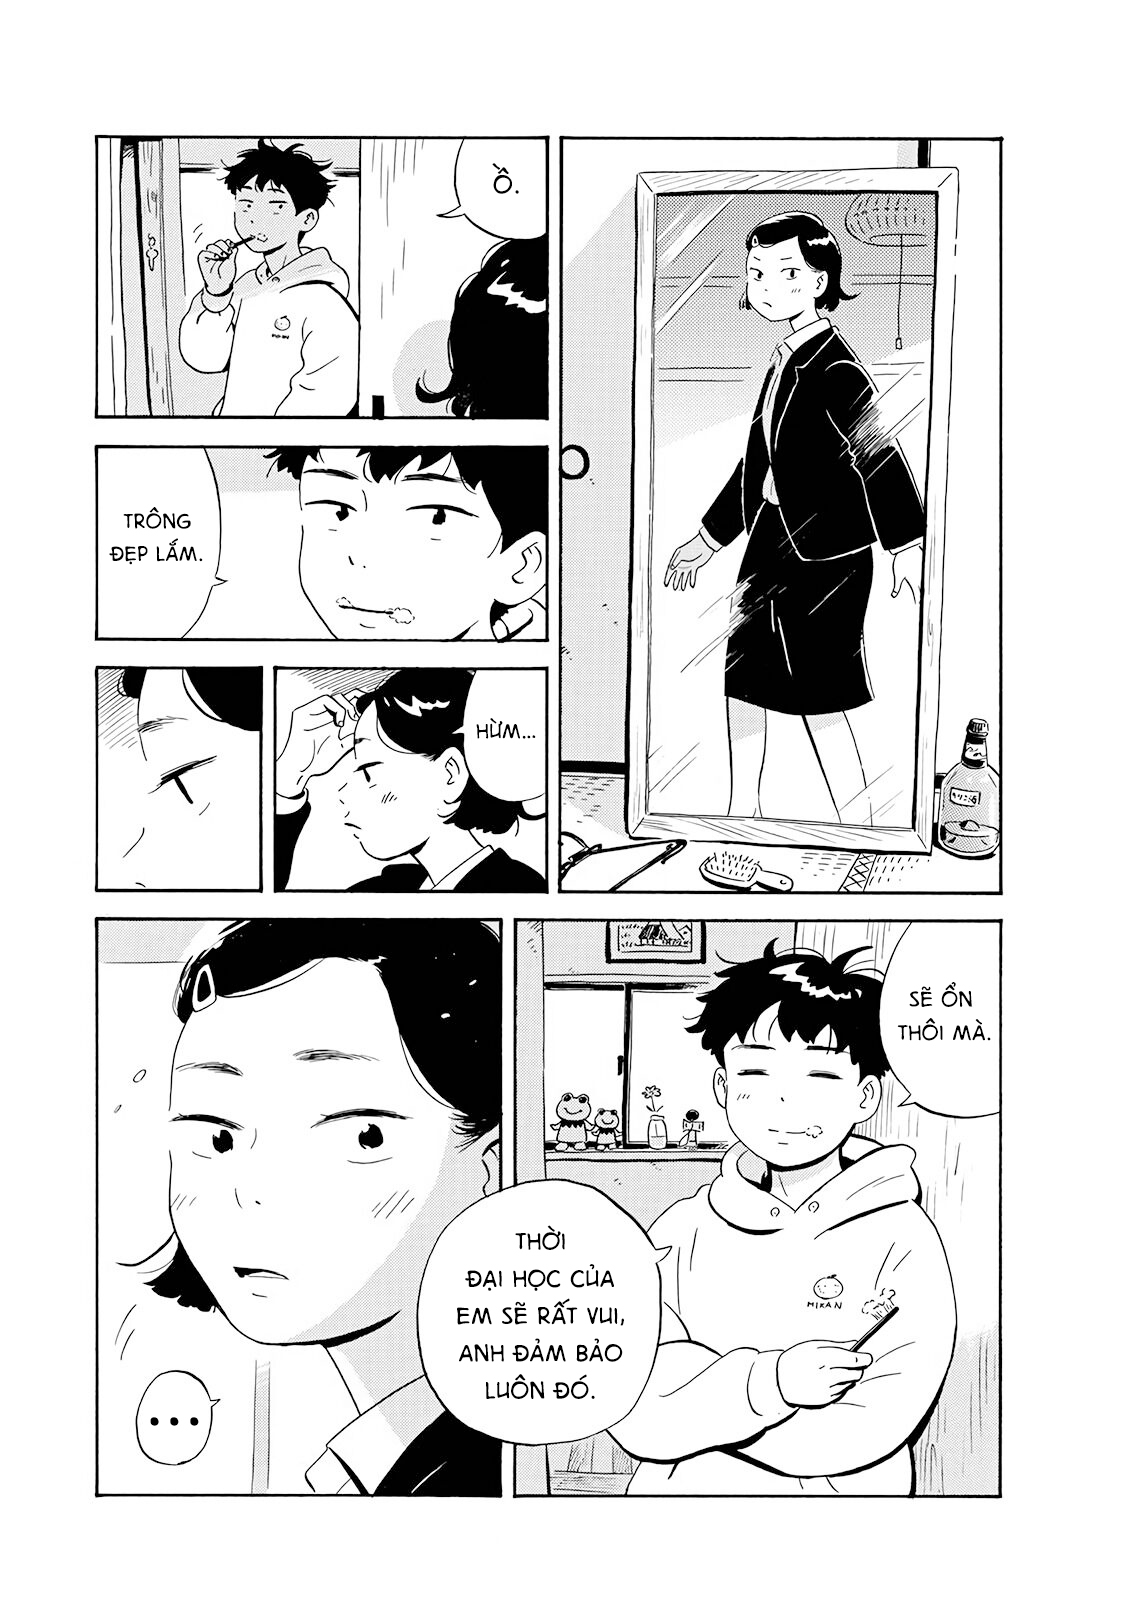 Ồ.
TRÔNG
ĐẸP LẮM.
HỪM...
SẼ ỔN
THÔI MÀ.
THỜI
ĐẠI HỌC CỦA
EM SẼ RẤT VUI,
ANH ĐẢM BẢO
LUÔN ĐÓ.
MIKAN
...